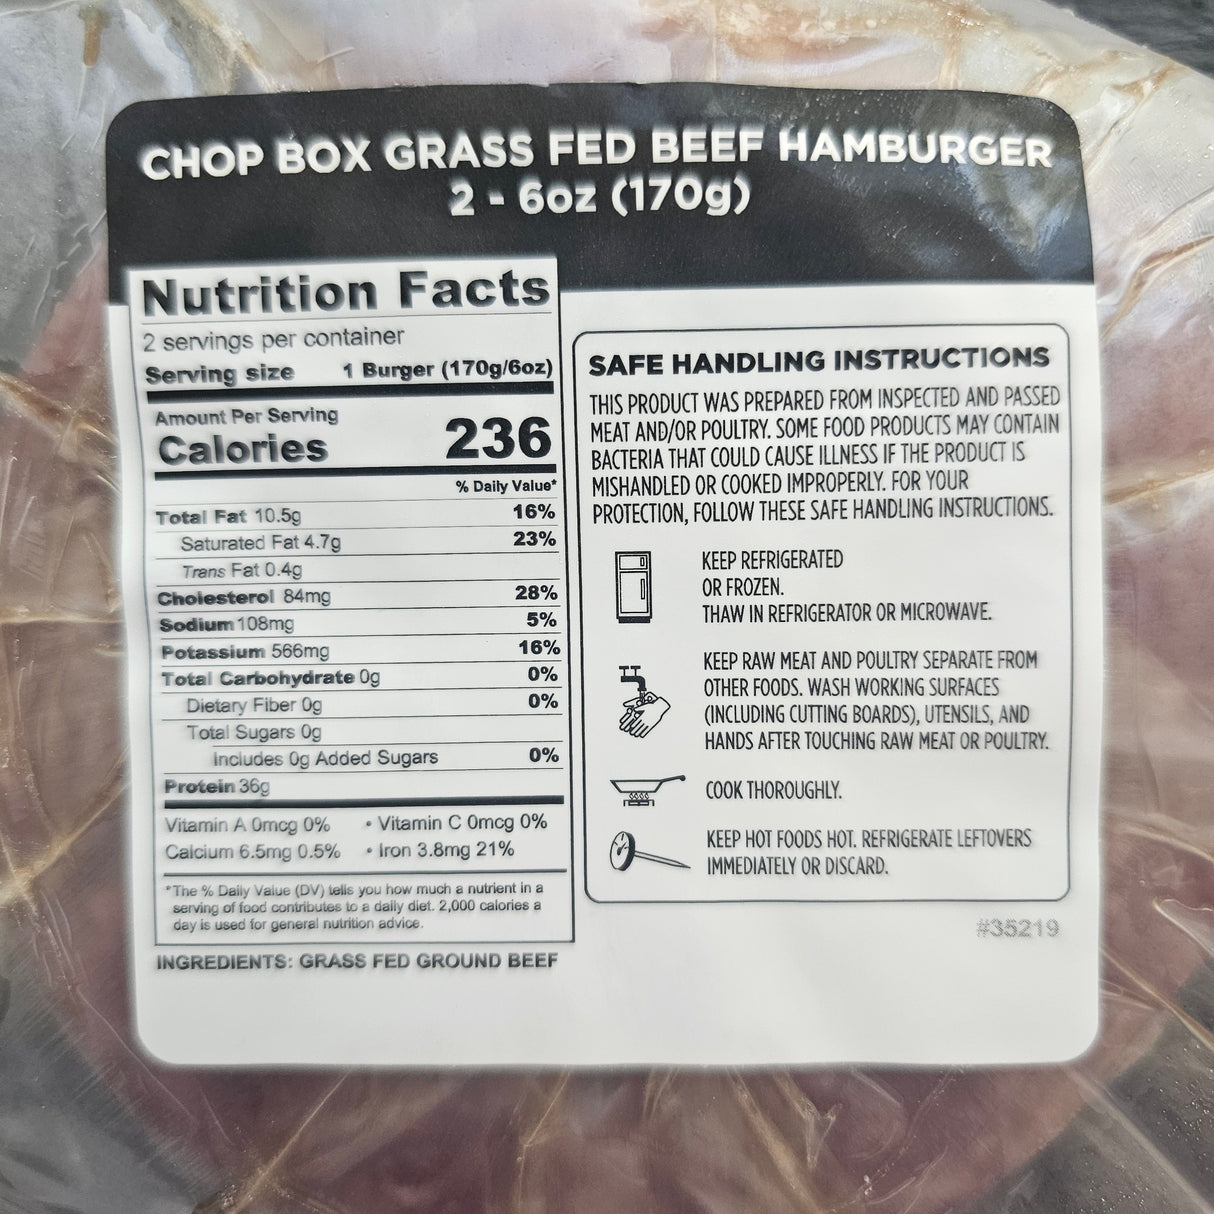 CHOP BOX GRASS FED BEEF HAMBURGER
2 - 6oz (170g)
Nutrition Facts
2 servings per container
Serving size 1 Burger (170g/6oz)
Amount Per Serving
Calories 236
% Daily Value*
Total Fat 10.5g 16%
Saturated Fat 4.7g 23%
Trans Fat 0.4g
Cholesterol 84mg 28%
Sodium 108mg 5%
Potassium 566mg 16%
Total Carbohydrate 0g 0%
Dietary Fiber 0g 0%
Total Sugars 0g
Includes 0g Added Sugars 0%
Protein 36g
Vitamin A 0mcg 0% • Vitamin C 0mcg 0%
Calcium 6.5mg 0.5% • Iron 3.8mg 21%
*The % Daily Value (DV) tells you how much a nutrient in a
serving of food contributes to a daily diet. 2,000 calories a
day is used for general nutrition advice.
INGREDIENTS: GRASS FED GROUND BEEF
SAFE HANDLING INSTRUCTIONS
THIS PRODUCT WAS PREPARED FROM INSPECTED AND PASSED
MEAT AND/OR POULTRY. SOME FOOD PRODUCTS MAY CONTAIN
BACTERIA THAT COULD CAUSE ILLNESS IF THE PRODUCT IS
MISHANDLED OR COOKED IMPROPERLY. FOR YOUR
PROTECTION, FOLLOW THESE SAFE HANDLING INSTRUCTIONS.
KEEP REFRIGERATED
OR FROZEN.
THAW IN REFRIGERATOR OR MICROWAVE.
KEEP RAW MEAT AND POULTRY SEPARATE FROM
OTHER FOODS. WASH WORKING SURFACES
(INCLUDING CUTTING BOARDS), UTENSILS, AND
HANDS AFTER TOUCHING RAW MEAT OR POULTRY.
COOK THOROUGHLY.
KEEP HOT FOODS HOT. REFRIGERATE LEFTOVERS
IMMEDIATELY OR DISCARD.
#35219